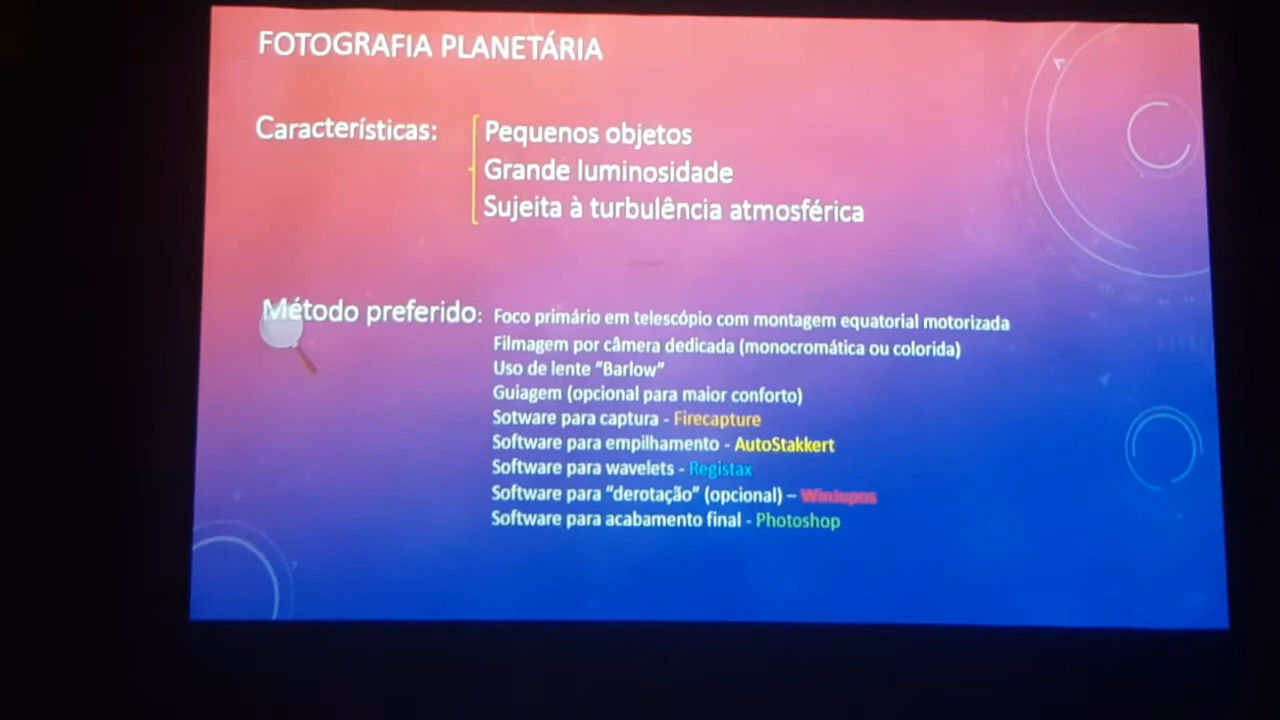 FOTOGRAFIA PLANETÁRIA
Características:
Pequenos objetos
Grande luminosidade
Sujeita à turbulência atmosférica
Método preferido: Foco primário em telescópio com montagem equatorial motorizada
Filmagem por câmera dedicada (monocromática ou colorida)
Uso de lente “Barlow”
Guiagem (opcional para maior conforto)
Sotware para captura - Firecapture
Software para empilhamento - AutoStakkert
Software para wavelets - Registax
Software para “derotação” (opcional) – WinJupos
Software para acabamento final - Photoshop